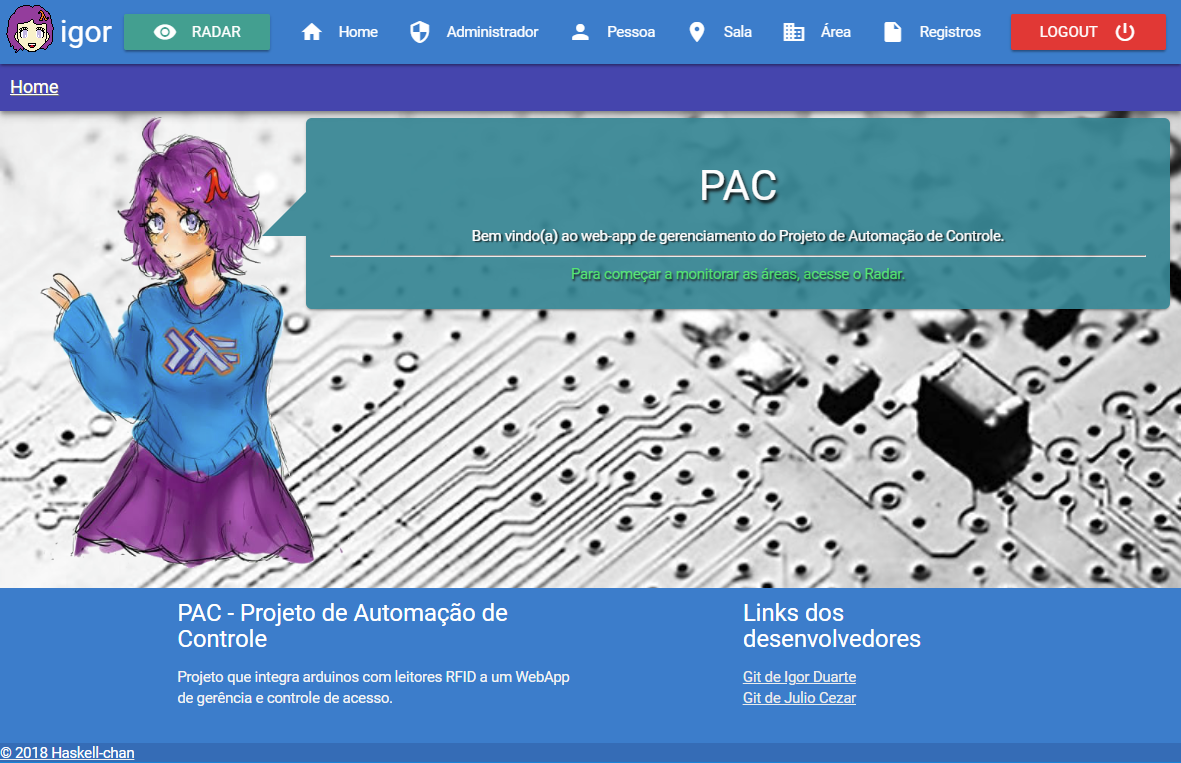 igor
RADAR
Home
Administrador
Pessoa
Sala
Área
Registros
LOGOUT
Home
PAC
Bem vindo(a) ao web-app de gerenciamento do Projeto de Automação de Controle.
Para começar a monitorar as áreas, acesse o Radar.
PAC - Projeto de Automação de
Controle
Projeto que integra arduinos com leitores RFID a um WebApp
de gerência e controle de acesso.
Links dos
desenvolvedores
Git de Igor Duarte
Git de Julio Cezar
© 2018 Haskell-chan